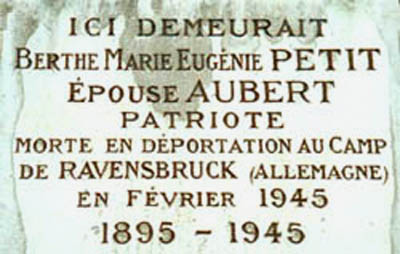 ICI DEMEURAIT
BERTHE MARIE EUGÉNIE PETIT
ÉPOUSE AUBERT
PATRIOTE
MORTE EN DÉPORTATION AU CAMP
DE RAVENSBRUCK (ALLEMAGNE)
EN FÉVRIER 1945
1895 - 1945